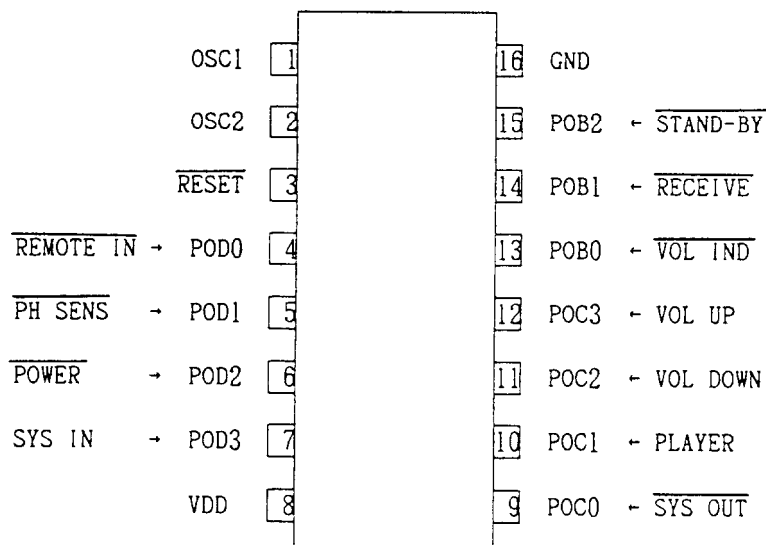 OSC1 1 16 GND
OSC2 2 15 POB2 ← STAND-BY
RESET 3 14 POB1 ← RECEIVE
REMOTE IN → POD0 4 13 POB0 ← VOL IND
PH SENS → POD1 5 12 POC3 ← VOL UP
POWER → POD2 6 11 POC2 ← VOL DOWN
SYS IN → POD3 7 10 POC1 ← PLAYER
VDD 8 9 POC0 ← SYS OUT